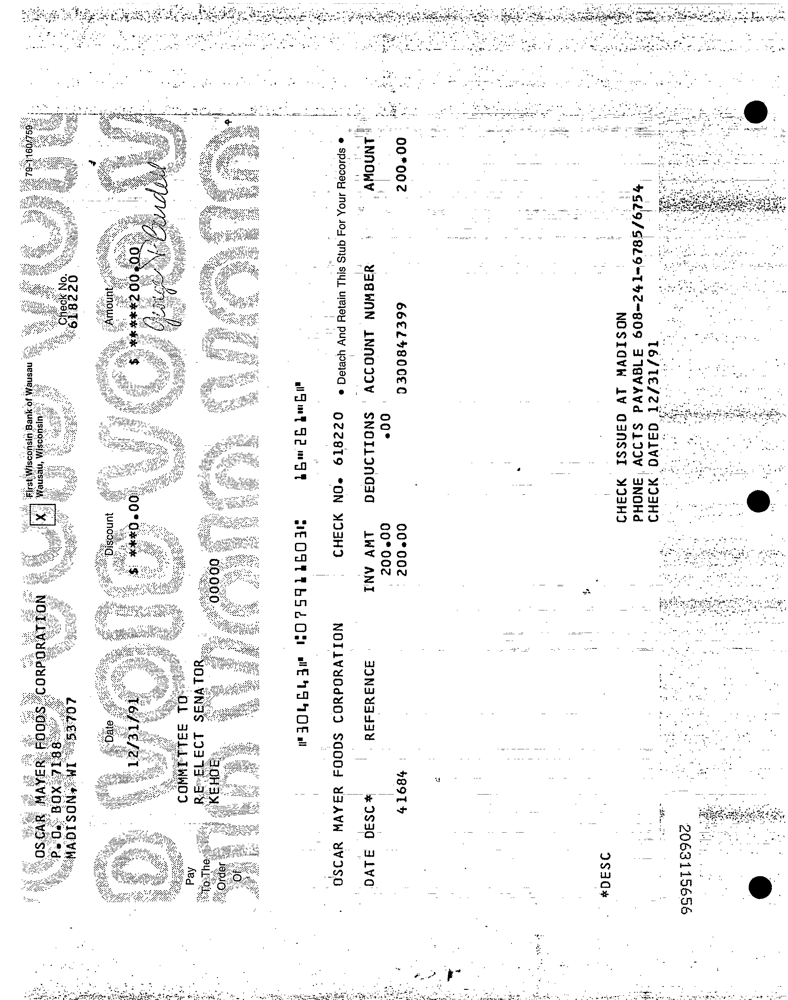 OSCAR MAYER FOODS CORPORATION
P.O. BOX 7188
MADISON, WI 53707
X
First Wisconsin Bank of Wausau
Wausau, Wisconsin
79-1160/759
Check No.
618220
Date
12/31/91
Discount
$ ***0.00
Amount
$ *****200.00
Pay
To The
Order
Of
COMMITTEE TO
RE ELECT SENATOR
KEHOE
00000
VOID VOID VOID
⑈304643⑈ ⑆075911603⑆ 16⑈261⑈6⑈
OSCAR MAYER FOODS CORPORATION CHECK NO. 618220 • Detach And Retain This Stub For Your Records •
DATE DESC* REFERENCE INV AMT DEDUCTIONS ACCOUNT NUMBER AMOUNT
200.00 .00
41684 200.00 0300847399 200.00
CHECK ISSUED AT MADISON
PHONE ACCTS PAYABLE 608-241-6785/6754
*DESC CHECK DATED 12/31/91
2063115656